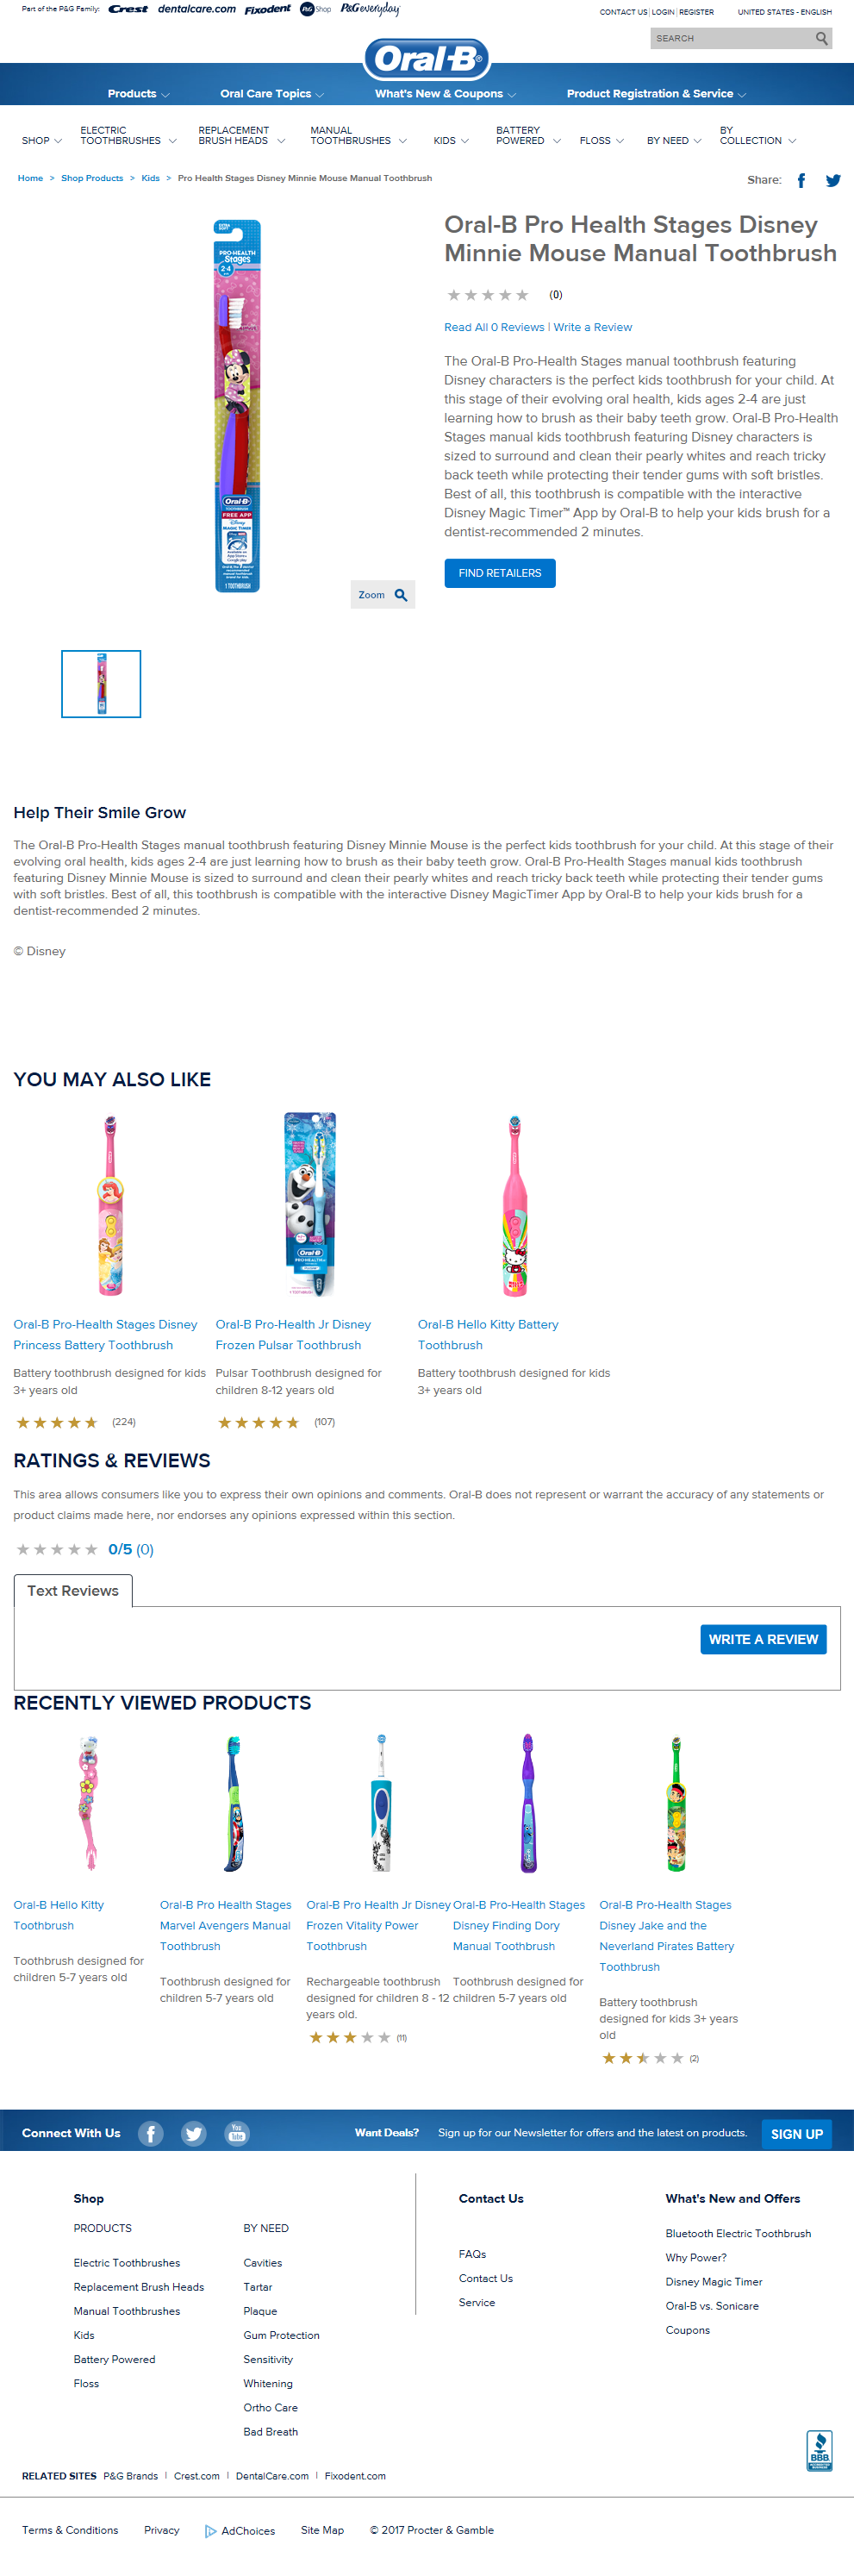 Part of the P&G Family: Crest dentalcare.com Fixodent P&G Shop P&G everyday
CONTACT US LOGIN REGISTER UNITED STATES - ENGLISH
SEARCH
Oral-B
Products Oral Care Topics What's New & Coupons Product Registration & Service
SHOP ELECTRIC TOOTHBRUSHES REPLACEMENT BRUSH HEADS MANUAL TOOTHBRUSHES KIDS BATTERY POWERED FLOSS BY NEED BY COLLECTION
Home > Shop Products > Kids > Pro Health Stages Disney Minnie Mouse Manual Toothbrush
Share:
EXTRA SOFT
PRO-HEALTH
Stages
2-4
Oral-B
TOOTHBRUSH
FREE APP
Disney
MAGIC TIMER
1 TOOTHBRUSH
Zoom
Oral-B Pro Health Stages Disney
Minnie Mouse Manual Toothbrush
(0)
Read All 0 Reviews | Write a Review
The Oral-B Pro-Health Stages manual toothbrush featuring
Disney characters is the perfect kids toothbrush for your child. At
this stage of their evolving oral health, kids ages 2-4 are just
learning how to brush as their baby teeth grow. Oral-B Pro-Health
Stages manual kids toothbrush featuring Disney characters is
sized to surround and clean their pearly whites and reach tricky
back teeth while protecting their tender gums with soft bristles.
Best of all, this toothbrush is compatible with the interactive
Disney Magic Timer™ App by Oral-B to help your kids brush for a
dentist-recommended 2 minutes.
FIND RETAILERS
Help Their Smile Grow
The Oral-B Pro-Health Stages manual toothbrush featuring Disney Minnie Mouse is the perfect kids toothbrush for your child. At this stage of their
evolving oral health, kids ages 2-4 are just learning how to brush as their baby teeth grow. Oral-B Pro-Health Stages manual kids toothbrush
featuring Disney Minnie Mouse is sized to surround and clean their pearly whites and reach tricky back teeth while protecting their tender gums
with soft bristles. Best of all, this toothbrush is compatible with the interactive Disney MagicTimer App by Oral-B to help your kids brush for a
dentist-recommended 2 minutes.
© Disney
YOU MAY ALSO LIKE
Oral-B
PRO-HEALTH
Oral-B Pro-Health Stages Disney
Princess Battery Toothbrush
Battery toothbrush designed for kids
3+ years old
(224)
Oral-B Pro-Health Jr Disney
Frozen Pulsar Toothbrush
Pulsar Toothbrush designed for
children 8-12 years old
(107)
Oral-B Hello Kitty Battery
Toothbrush
Battery toothbrush designed for kids
3+ years old
RATINGS & REVIEWS
This area allows consumers like you to express their own opinions and comments. Oral-B does not represent or warrant the accuracy of any statements or
product claims made here, nor endorses any opinions expressed within this section.
0/5 (0)
Text Reviews
WRITE A REVIEW
RECENTLY VIEWED PRODUCTS
Oral-B Hello Kitty
Toothbrush
Toothbrush designed for
children 5-7 years old
Oral-B Pro Health Stages
Marvel Avengers Manual
Toothbrush
Toothbrush designed for
children 5-7 years old
Oral-B Pro Health Jr Disney
Frozen Vitality Power
Toothbrush
Rechargeable toothbrush
designed for children 8 - 12
years old.
(11)
Oral-B Pro-Health Stages
Disney Finding Dory
Manual Toothbrush
Toothbrush designed for
children 5-7 years old
Oral-B Pro-Health Stages
Disney Jake and the
Neverland Pirates Battery
Toothbrush
Battery toothbrush
designed for kids 3+ years
old
(2)
Connect With Us You Tube Want Deals? Sign up for our Newsletter for offers and the latest on products. SIGN UP
Shop
PRODUCTS
Electric Toothbrushes
Replacement Brush Heads
Manual Toothbrushes
Kids
Battery Powered
Floss
BY NEED
Cavities
Tartar
Plaque
Gum Protection
Sensitivity
Whitening
Ortho Care
Bad Breath
Contact Us
FAQs
Contact Us
Service
What's New and Offers
Bluetooth Electric Toothbrush
Why Power?
Disney Magic Timer
Oral-B vs. Sonicare
Coupons
BBB
RELATED SITES P&G Brands | Crest.com | DentalCare.com | Fixodent.com
Terms & Conditions Privacy AdChoices Site Map © 2017 Procter & Gamble